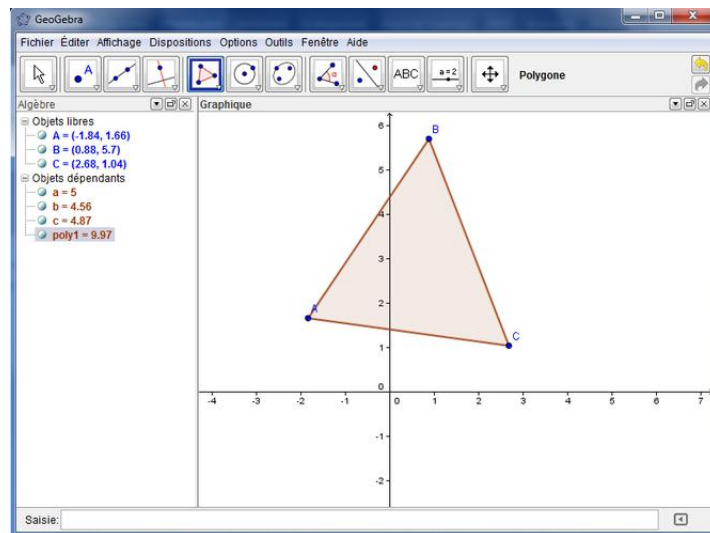 GeoGebra
Fichier Éditer Affichage Dispositions Options Outils Fenêtre Aide
A ABC a=2 Polygone
Algèbre
Graphique
Objets libres
A = (-1.84, 1.66)
B = (0.88, 5.7)
C = (2.68, 1.04)
Objets dépendants
a = 5
b = 4.56
c = 4.87
poly1 = 9.97
6
B
5
4
3
2
A
C
1
0
-4 -3 -2 -1 0 1 2 3 4 5 6 7
-1
-2
Saisie: